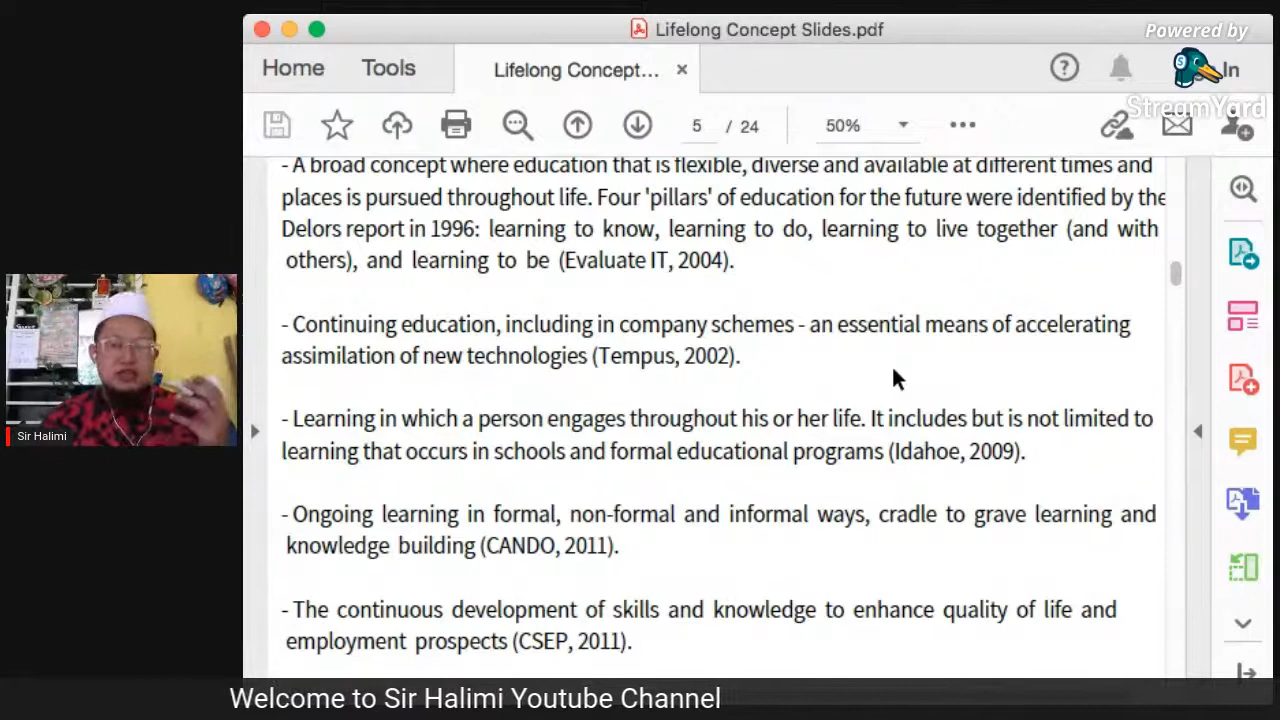 Lifelong Concept Slides.pdf
Powered by
Home Tools Lifelong Concept... In
StreamYard
5 / 24 50%
- A broad concept where education that is flexible, diverse and available at different times and
places is pursued throughout life. Four 'pillars' of education for the future were identified by the
Delors report in 1996: learning to know, learning to do, learning to live together (and with
others), and learning to be (Evaluate IT, 2004).
- Continuing education, including in company schemes - an essential means of accelerating
assimilation of new technologies (Tempus, 2002).
- Learning in which a person engages throughout his or her life. It includes but is not limited to
learning that occurs in schools and formal educational programs (Idahoe, 2009).
- Ongoing learning in formal, non-formal and informal ways, cradle to grave learning and
knowledge building (CANDO, 2011).
- The continuous development of skills and knowledge to enhance quality of life and
employment prospects (CSEP, 2011).
Sir Halimi
Welcome to Sir Halimi Youtube Channel